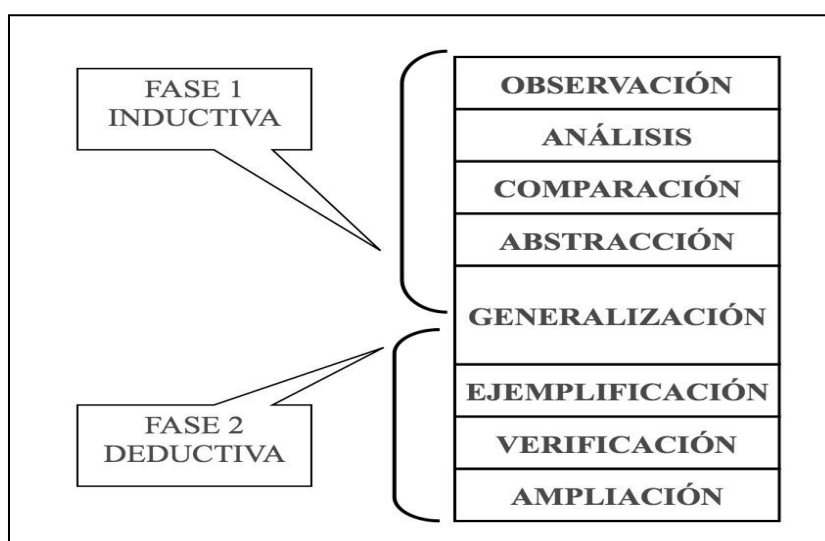 FASE 1
INDUCTIVA
OBSERVACIÓN
ANÁLISIS
COMPARACIÓN
ABSTRACCIÓN
GENERALIZACIÓN
FASE 2
DEDUCTIVA
EJEMPLIFICACIÓN
VERIFICACIÓN
AMPLIACIÓN